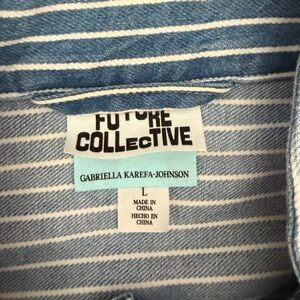 FUTURE
COLLECTIVE
GABRIELLA KAREFA-JOHNSON
L
MADE IN
CHINA
HECHO EN
CHINA